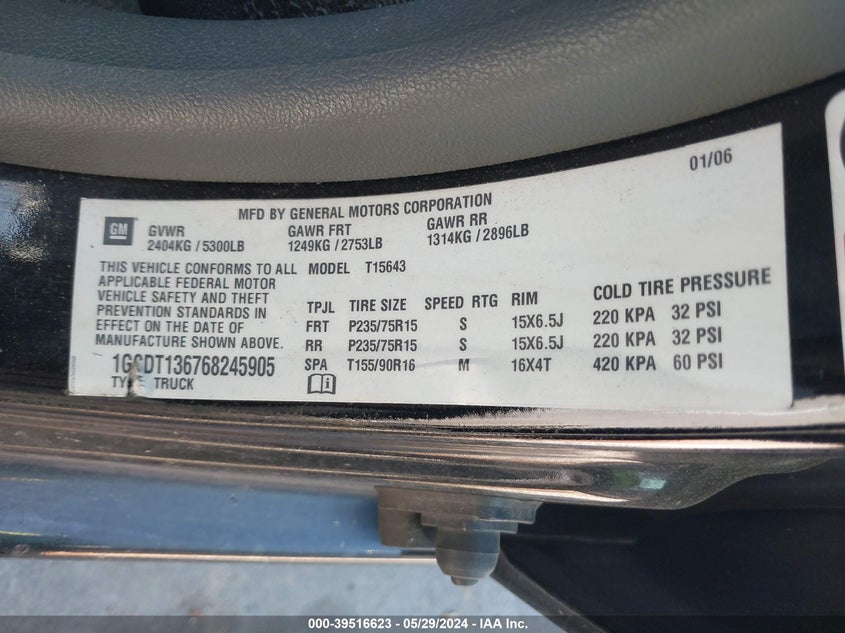 01/06
MFD BY GENERAL MOTORS CORPORATION
GM
GVWR GAWR FRT GAWR RR
2404KG / 5300LB 1249KG / 2753LB 1314KG / 2896LB
THIS VEHICLE CONFORMS TO ALL
APPLICABLE FEDERAL MOTOR
VEHICLE SAFETY AND THEFT
PREVENTION STANDARDS IN
EFFECT ON THE DATE OF
MANUFACTURE SHOWN ABOVE.
MODEL T15643
TPJL TIRE SIZE SPEED RTG RIM COLD TIRE PRESSURE
FRT P235/75R15 S 15X6.5J 220 KPA 32 PSI
RR P235/75R15 S 15X6.5J 220 KPA 32 PSI
SPA T155/90R16 M 16X4T 420 KPA 60 PSI
TRUCK
000-39516623 - 05/29/2024 - IAA Inc.